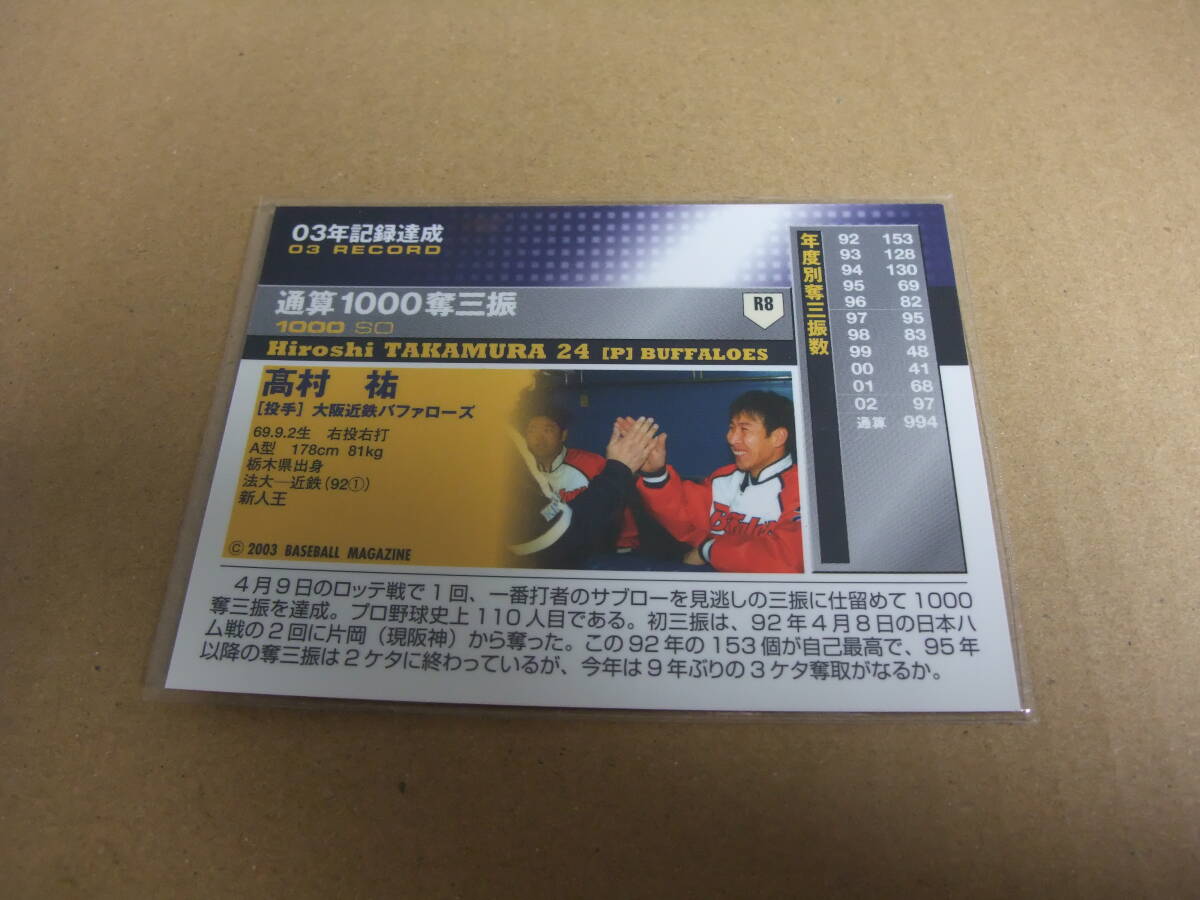 03年記録達成
03 RECORD
通算1000奪三振
1000 SO
R8
Hiroshi TAKAMURA 24 [P] BUFFALOES
髙村 祐
[投手] 大阪近鉄バファローズ
69.9.2生 右投右打
A型 178cm 81kg
栃木県出身
法大―近鉄(92①)
新人王
© 2003 BASEBALL MAGAZINE
年度別奪三振数
92 153
93 128
94 130
95 69
96 82
97 95
98 83
99 48
00 41
01 68
02 97
通算 994
4月9日のロッテ戦で1回、一番打者のサブローを見逃しの三振に仕留めて1000
奪三振を達成。プロ野球史上110人目である。初三振は、92年4月8日の日本ハ
ム戦の2回に片岡（現阪神）から奪った。この92年の153個が自己最高で、95年
以降の奪三振は2ケタに終わっているが、今年は9年ぶりの3ケタ奪取がなるか。